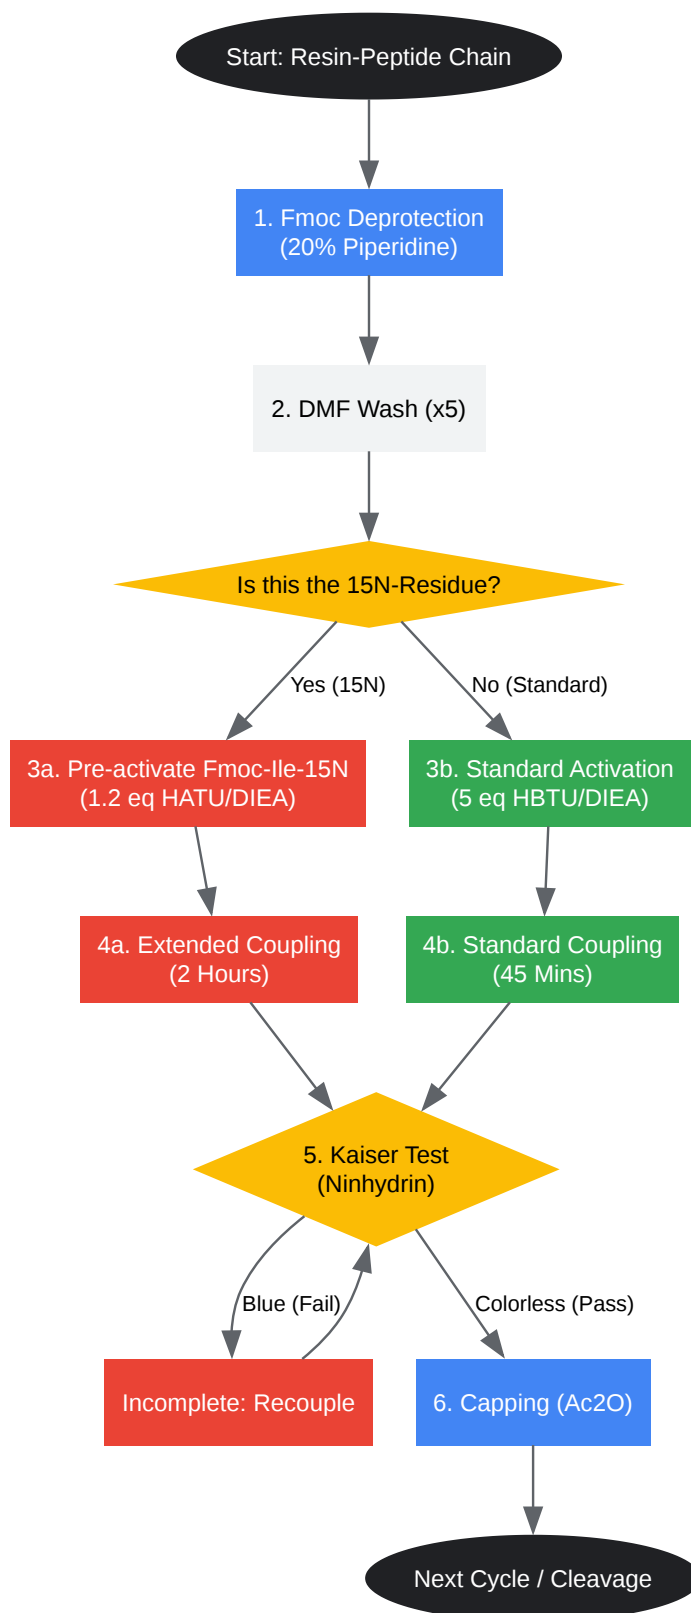 Start: Resin-Peptide Chain
1. Fmoc Deprotection
(20% Piperidine)
2. DMF Wash (x5)
Is this the 15N-Residue?
Yes (15N)
No (Standard)
3a. Pre-activate Fmoc-Ile-15N
(1.2 eq HATU/DIEA)
3b. Standard Activation
(5 eq HBTU/DIEA)
4a. Extended Coupling
(2 Hours)
4b. Standard Coupling
(45 Mins)
5. Kaiser Test
(Ninhydrin)
Blue (Fail)
Colorless (Pass)
Incomplete: Recouple
6. Capping (Ac2O)
Next Cycle / Cleavage